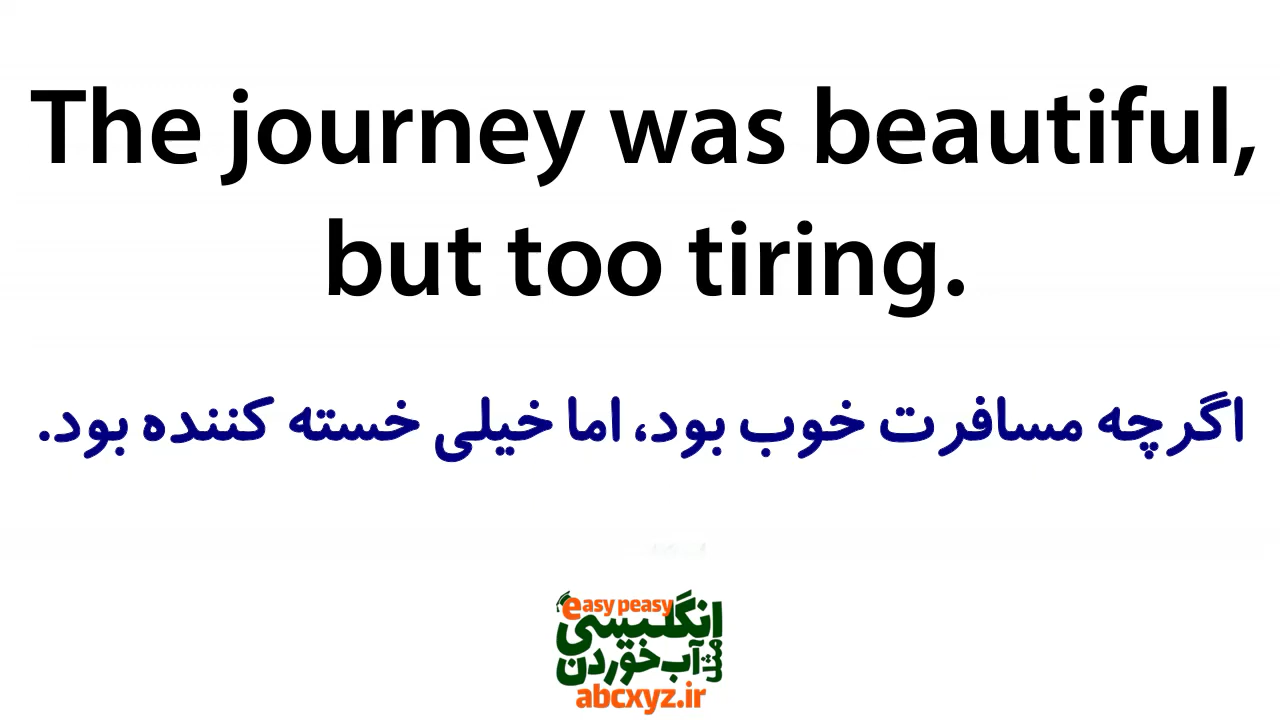 The journey was beautiful,
but too tiring.
اگرچه مسافرت خوب بود، اما خیلی خسته کننده بود.
easy peasy
انگلیسی
مثل آب خوردن
abcxyz.ir